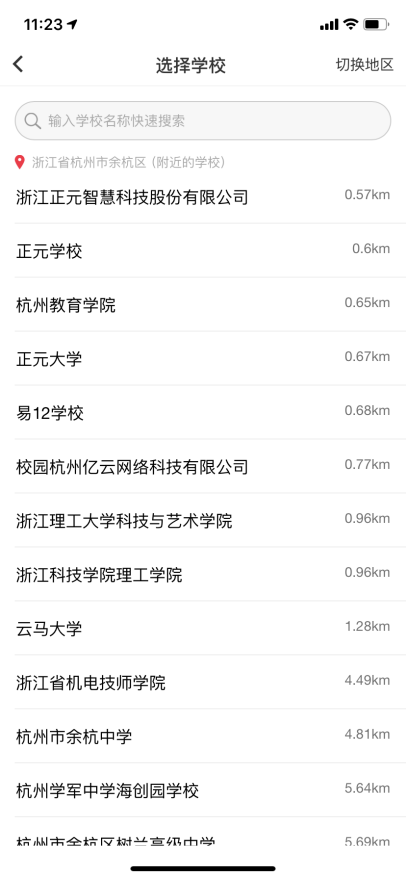 11:23
选择学校
切换地区
输入学校名称快速搜索
浙江省杭州市余杭区 (附近的学校)
浙江正元智慧科技股份有限公司 0.57km
正元学校 0.6km
杭州教育学院 0.65km
正元大学 0.67km
易12学校 0.68km
校园杭州亿云网络科技有限公司 0.77km
浙江理工大学科技与艺术学院 0.96km
浙江科技学院理工学院 0.96km
云马大学 1.28km
浙江省机电技师学院 4.49km
杭州市余杭中学 4.81km
杭州学军中学海创园学校 5.64km
杭州市余杭区树兰高级中学 5.69km